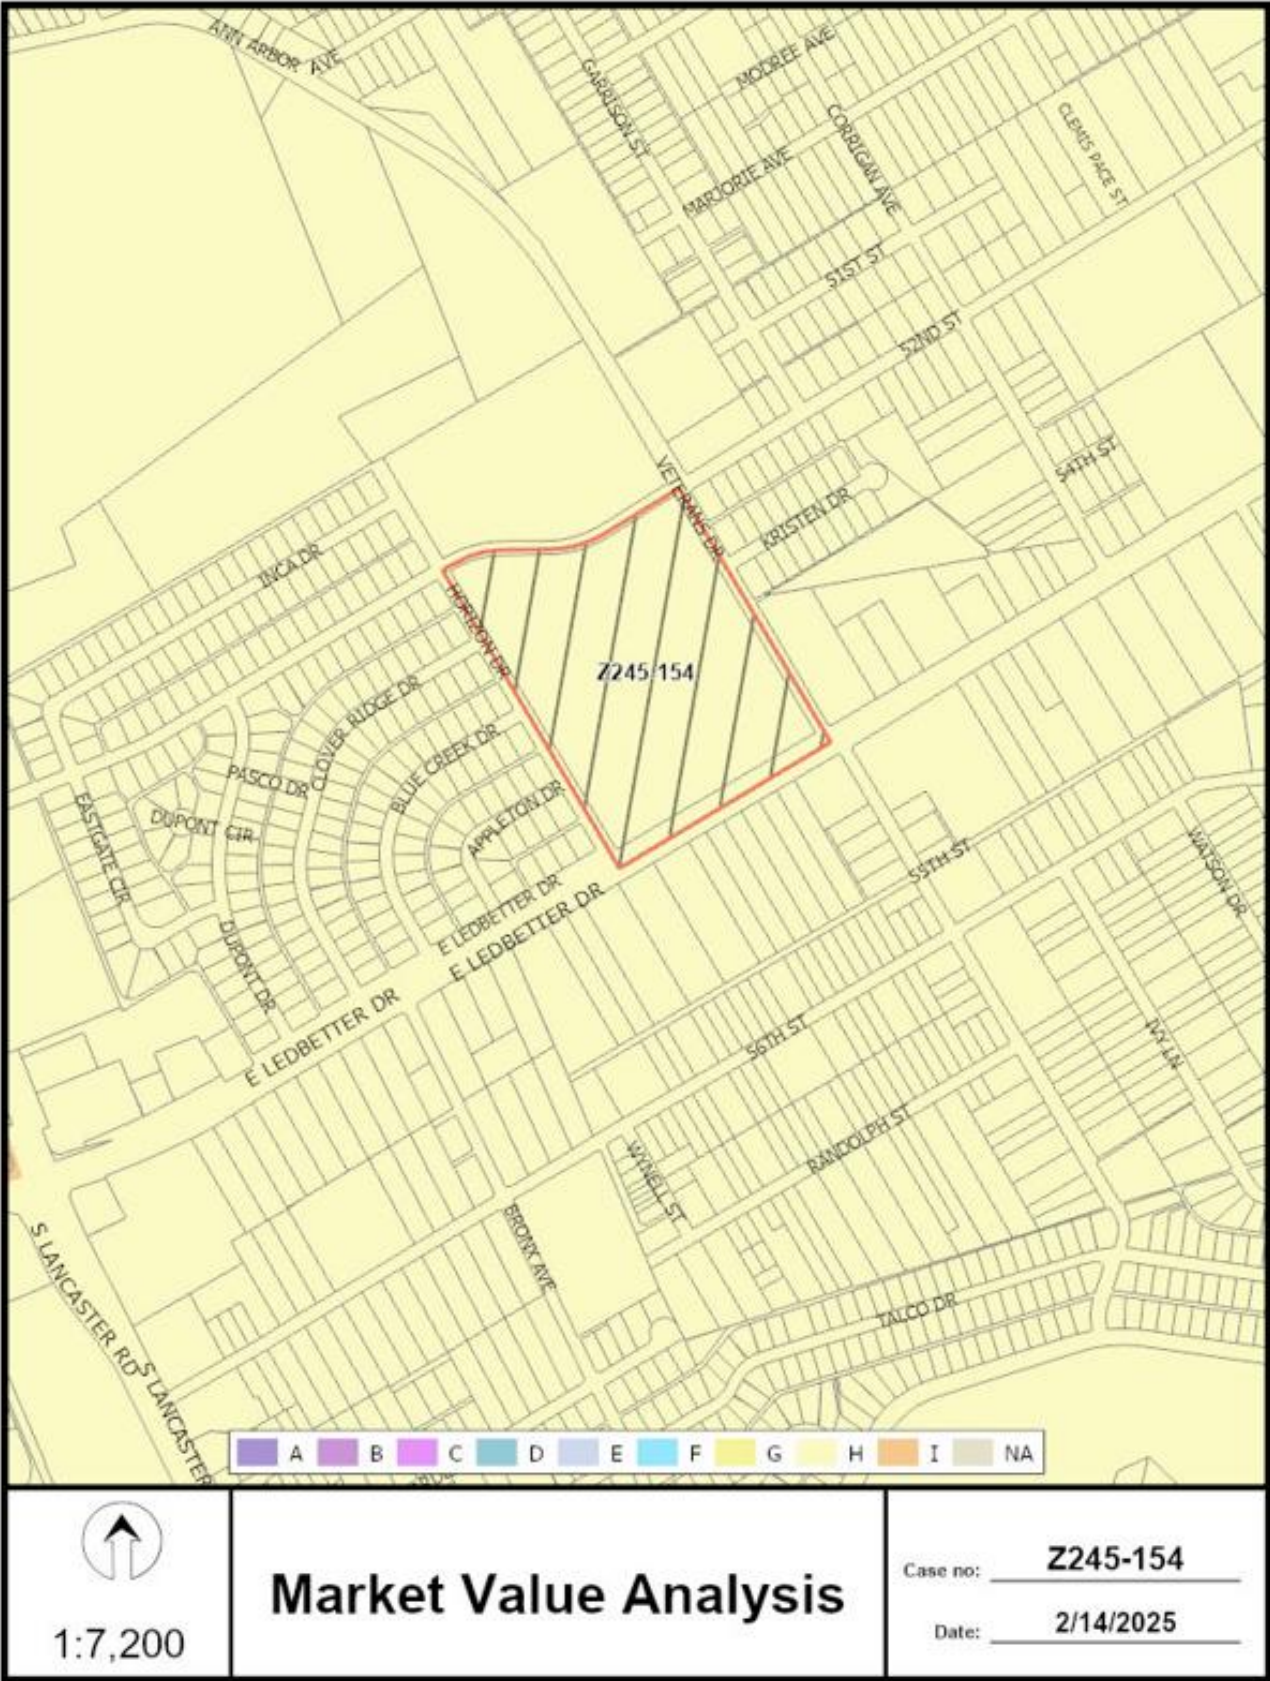 ANN ARBOR AVE
GARRISON ST
MODREE AVE
CORRIGAN AVE
CLEMIS PACE ST
MARJORIE AVE
51ST ST
52ND ST
54TH ST
VETERANS DR
KRISTEN DR
INCA DR
HORIZON DR
Z245-154
CLOVER RIDGE DR
BLUE CREEK DR
PASCO DR
APPLETON DR
DUPONT CIR
EASTGATE CIR
DUPONT DR
E LEDBETTER DR
E LEDBETTER DR
E LEDBETTER DR
55TH ST
WATSON DR
56TH ST
IVY LN
RANDOLPH ST
WYNELL ST
BRONX AVE
TALCO DR
S LANCASTER RD
S LANCASTER
A B C D E F G H I NA
1:7,200
Market Value Analysis
Case no: Z245-154
Date: 2/14/2025